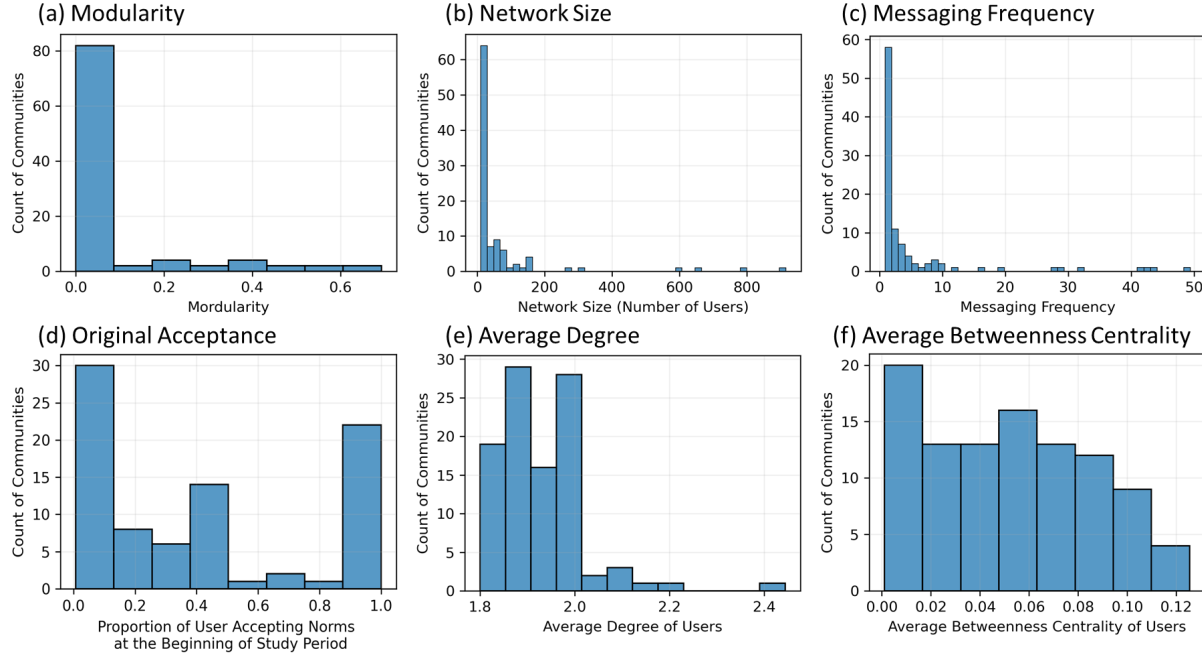 (a) Modularity
(b) Network Size
(c) Messaging Frequency
Count of Communities
80
60
40
20
0
0.0 0.2 0.4 0.6
Mordularity
Count of Communities
60
50
40
30
20
10
0
0 200 400 600 800
Network Size (Number of Users)
Count of Communities
60
50
40
30
20
10
0
0 10 20 30 40 50
Messaging Frequency
(d) Original Acceptance
(e) Average Degree
(f) Average Betweenness Centrality
Count of Communities
30
25
20
15
10
5
0
0.0 0.2 0.4 0.6 0.8 1.0
Proportion of User Accepting Norms
at the Beginning of Study Period
Count of Communities
30
25
20
15
10
5
0
1.8 2.0 2.2 2.4
Average Degree of Users
Count of Communities
20
15
10
5
0
0.00 0.02 0.04 0.06 0.08 0.10 0.12
Average Betweenness Centrality of Users